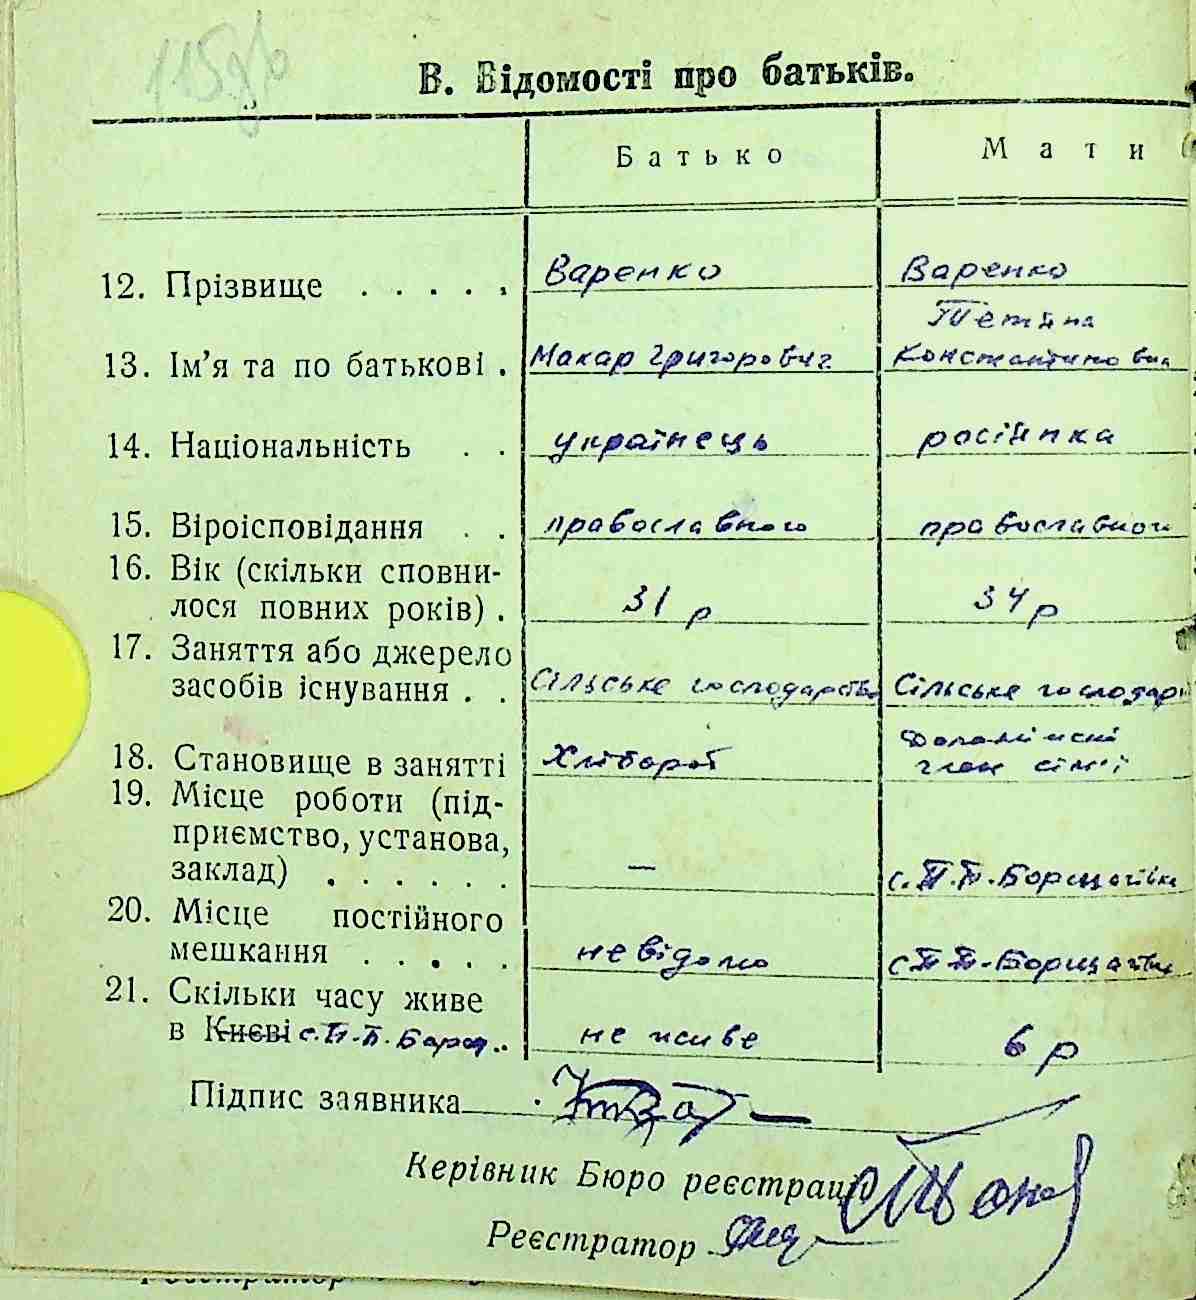 В. Відомості про батьків.
Батько Мати
12. Прізвище . . . . . Варенко Варенко
Тетяна
13. Ім'я та по батькові . Макар Григорович Константиновна
14. Національність . . українець росіянка
15. Віроісповідання . . православного православного
16. Вік (скільки сповни-
лося повних років) . 31 р 34 р
17. Заняття або джерело
засобів існування . . Сільське господарство Сільське господар
18. Становище в занятті Хлібороб
член сім'ї
19. Місце роботи (під-
приємство, установа,
заклад) . . . . . . — с. П.П. Борщагівка
20. Місце постійного
мешкання . . . . . невідомо с П П-Борщагівка
21. Скільки часу живе
в Києві с. П.-П. Борщ. . . не живе 6 р
Підпис заявника
Керівник Бюро реєстрації
Реєстратор